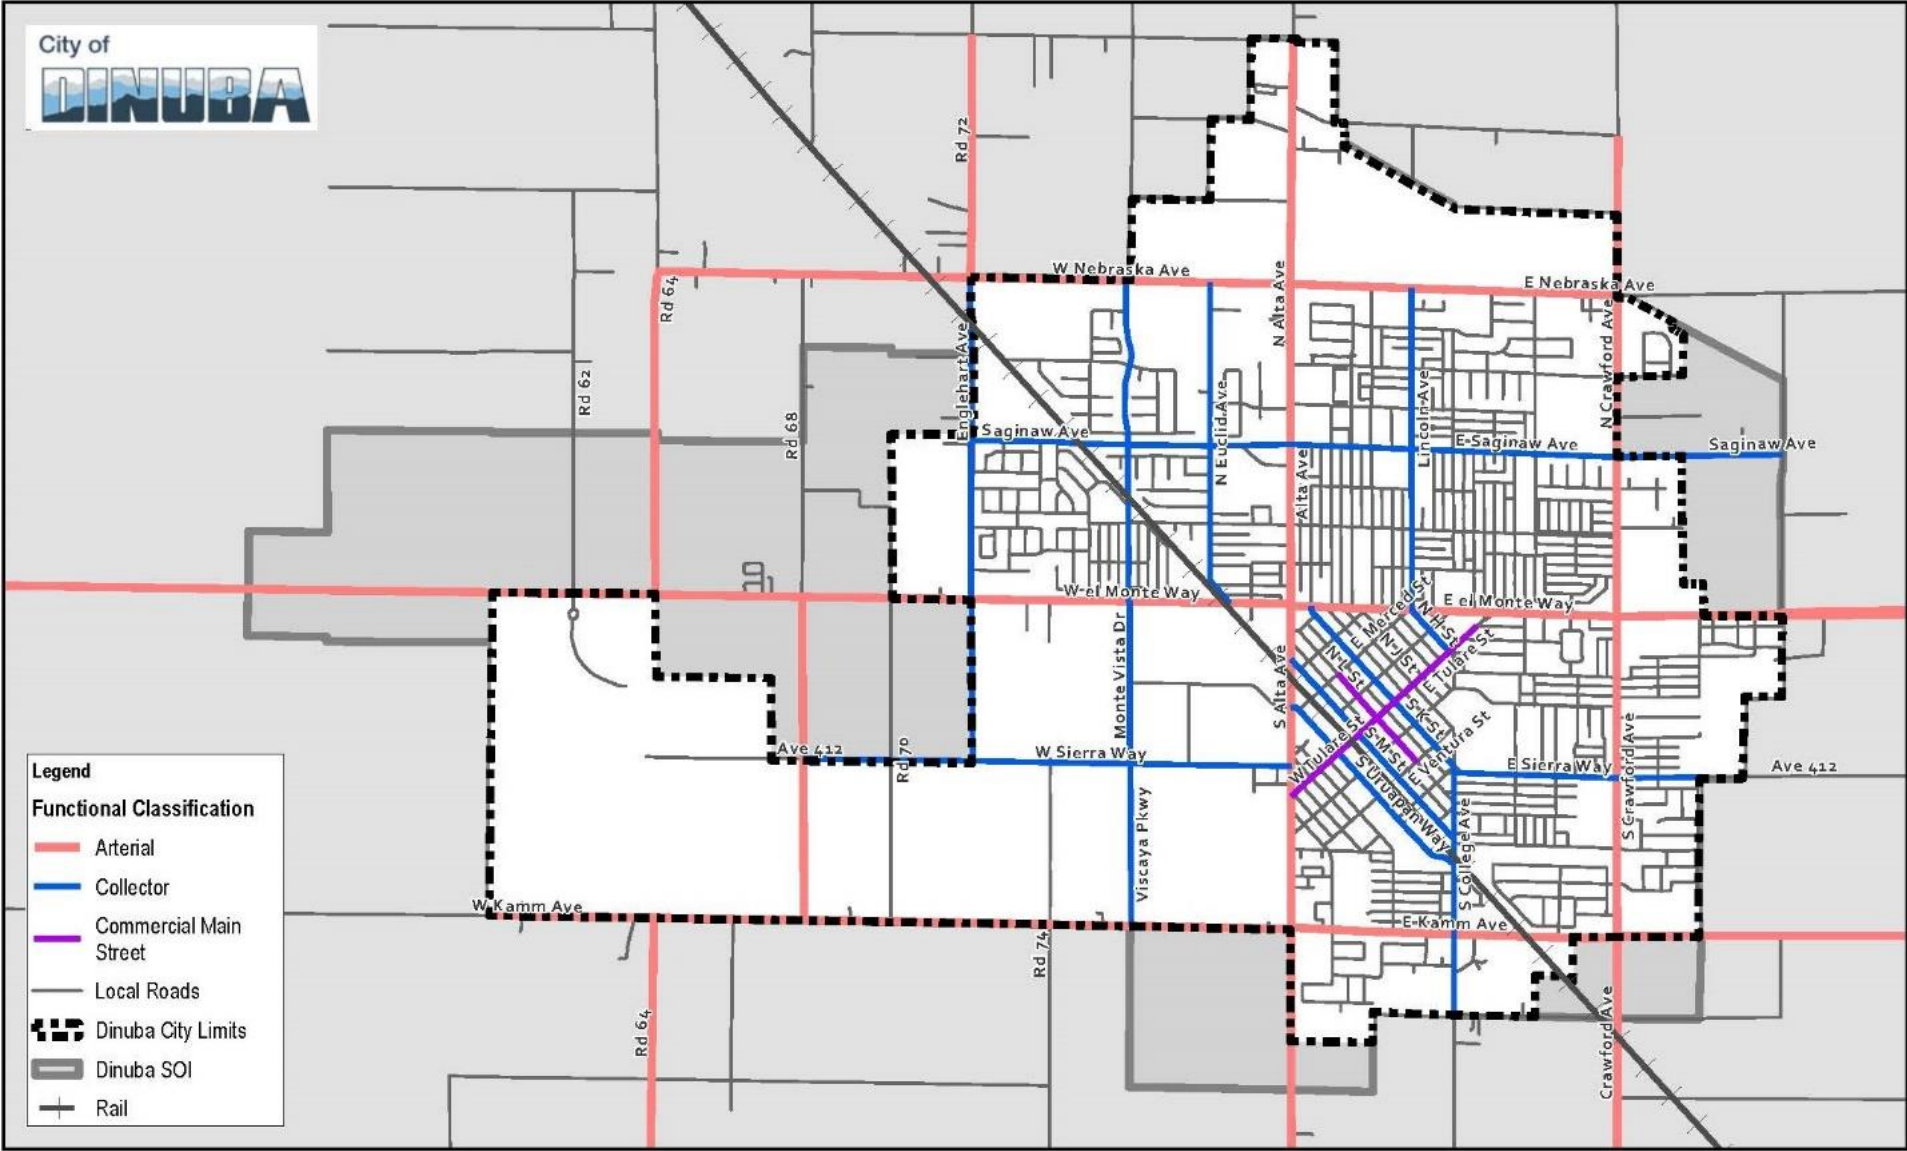 City of
DINUBA
Rd 72
W Nebraska Ave
E Nebraska Ave
Rd 64
N Alta Ave
N Crawford Ave
Englehart Ave
Rd 62
Rd 68
Saginaw Ave
N Euclid Ave
Lincoln Ave
E Saginaw Ave
Saginaw Ave
Alta Ave
W el Monte Way
E el Monte Way
E Merced St
N H St
N J St
E Tulare St
N L St
Monte Vista Dr
S Alta Ave
S K St
Ventura St
S Crawford Ave
Ave 412
Rd 70
W Sierra Way
W Tulare St
S M St
E
E Sierra Way
Ave 412
S Uruapan Way
S College Ave
Viscaya Pkwy
W Kamm Ave
E Kamm Ave
Rd 74
Rd 64
Crawford Ave
Legend
Functional Classification
Arterial
Collector
Commercial Main
Street
Local Roads
Dinuba City Limits
Dinuba SOI
Rail